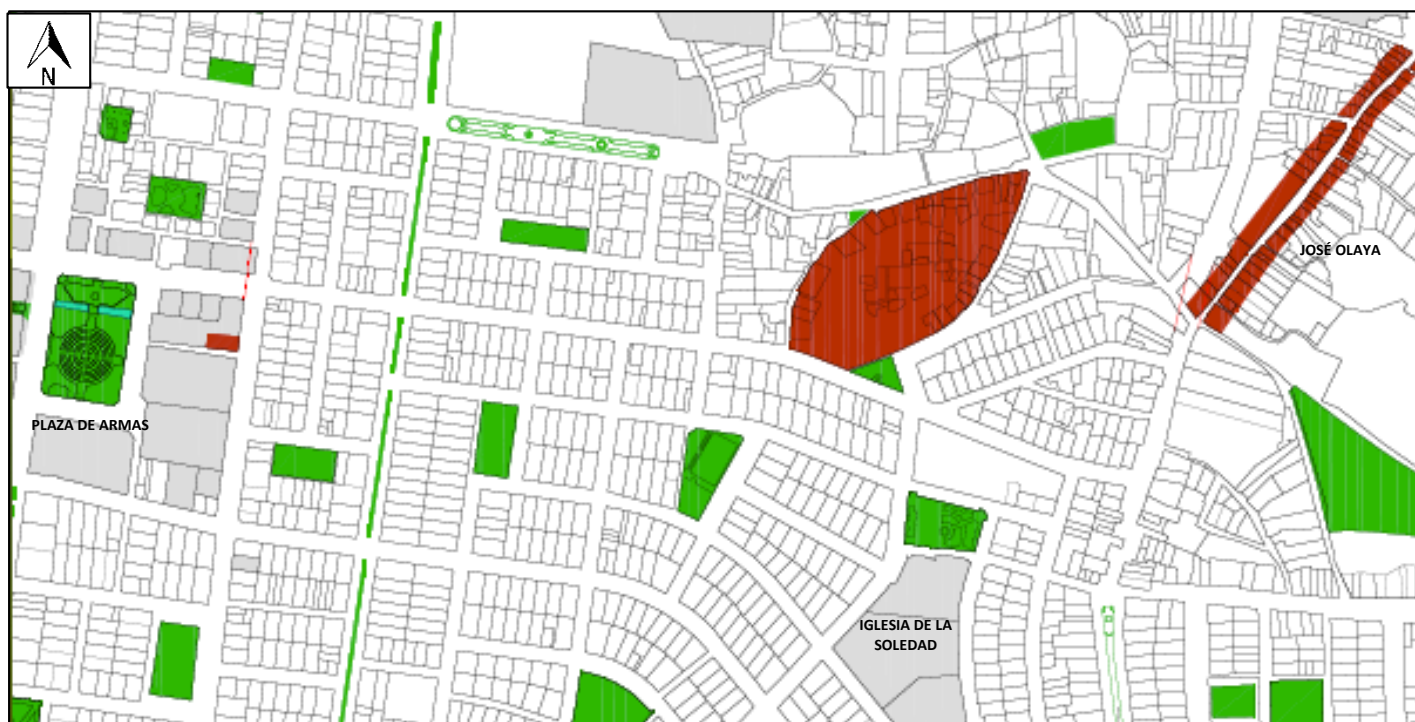 N
JOSÉ OLAYA
PLAZA DE ARMAS
IGLESIA DE LA
SOLEDAD